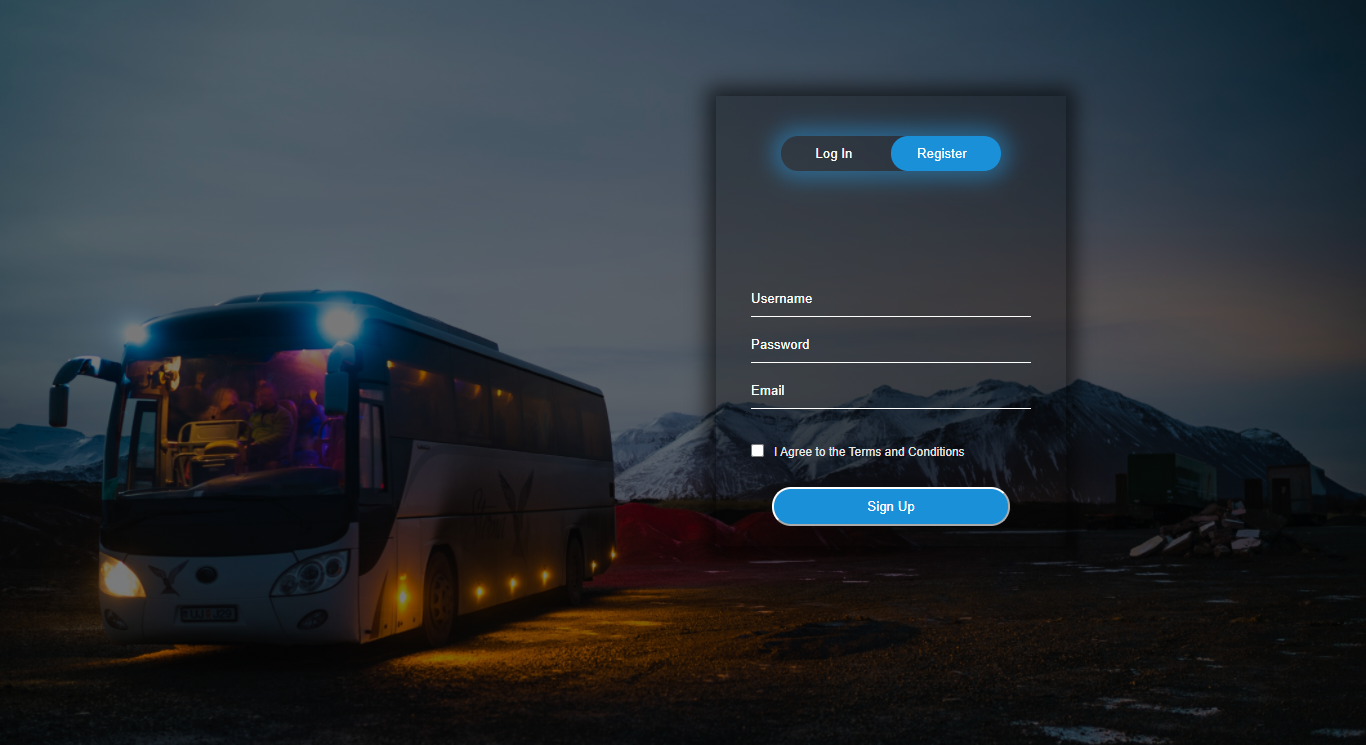 Log In
Register
Username
Password
Email
I Agree to the Terms and Conditions
Sign Up